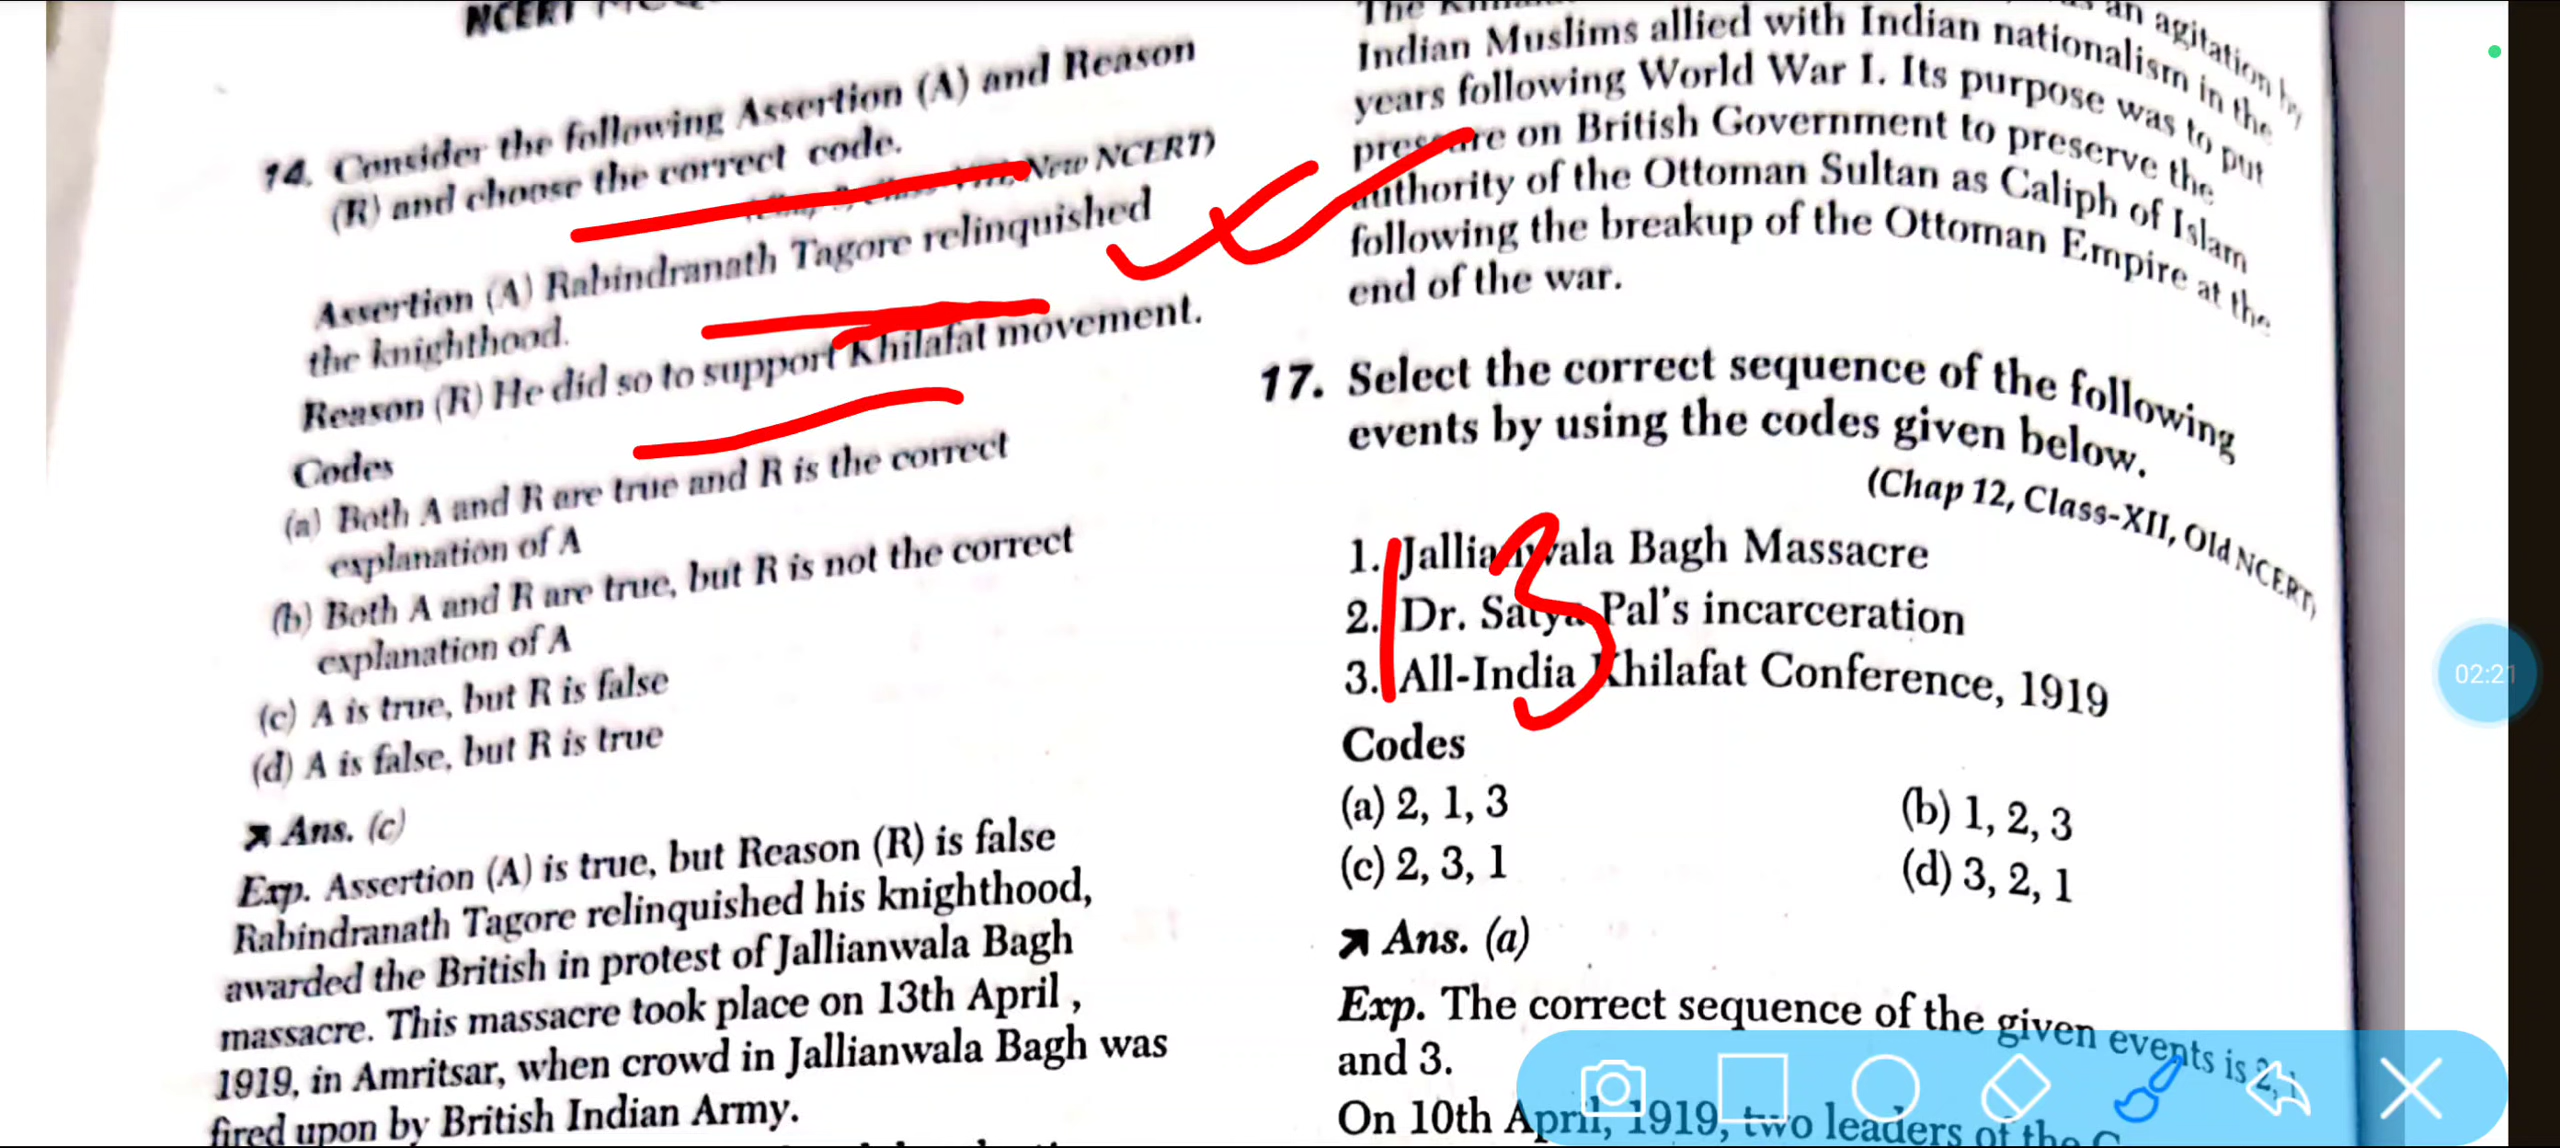 NCERT
14. Consider the following Assertion (A) and Reason
(R) and choose the correct code.
New NCERT)
Assertion (A) Rabindranath Tagore relinquished
the knighthood.
Reason (R) He did so to support Khilafat movement.
Codes
(a) Both A and R are true and R is the correct
explanation of A
(b) Both A and R are true, but R is not the correct
explanation of A
(c) A is true, but R is false
(d) A is false, but R is true
Ans. (c)
Exp. Assertion (A) is true, but Reason (R) is false
Rabindranath Tagore relinquished his knighthood,
awarded the British in protest of Jallianwala Bagh
massacre. This massacre took place on 13th April ,
1919, in Amritsar, when crowd in Jallianwala Bagh was
fired upon by British Indian Army.
The
an agitation by
Indian Muslims allied with Indian nationalism in the
years following World War I. Its purpose was to put
pressure on British Government to preserve the
authority of the Ottoman Sultan as Caliph of Islam
following the breakup of the Ottoman Empire at the
end of the war.
17. Select the correct sequence of the following
events by using the codes given below.
(Chap 12, Class-XII, Old NCERT)
1. Jallianwala Bagh Massacre
2. Dr. Satya Pal's incarceration
3. All-India Khilafat Conference, 1919
13
Codes
(a) 2, 1, 3
(b) 1, 2, 3
(c) 2, 3, 1
(d) 3, 2, 1
Ans. (a)
Exp. The correct sequence of the given events is 2, 1
and 3.
On 10th April, 1919, two leaders of the
02:21